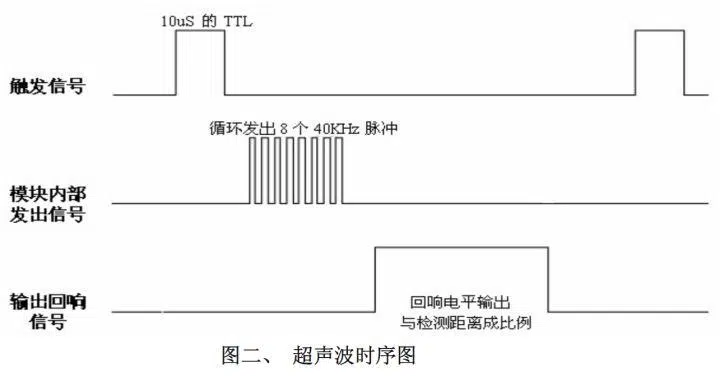 10uS 的 TTL
触发信号
循环发出 8 个 40KHz 脉冲
模块内部
发出信号
输出回响
信号
回响电平输出
与检测距离成比例
图二、 超声波时序图